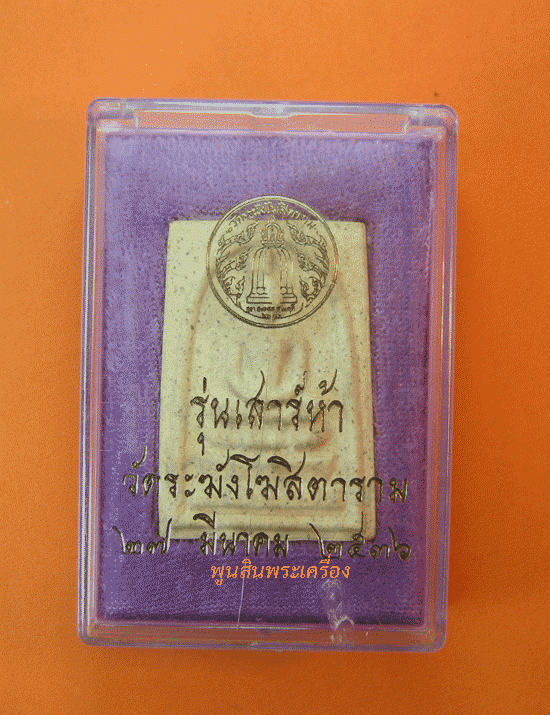 รุ่นเสาร์ห้า
วัดระฆังโฆสิตาราม
๒๗ มีนาคม ๒๕๓๖
พูนสินพระเครื่อง